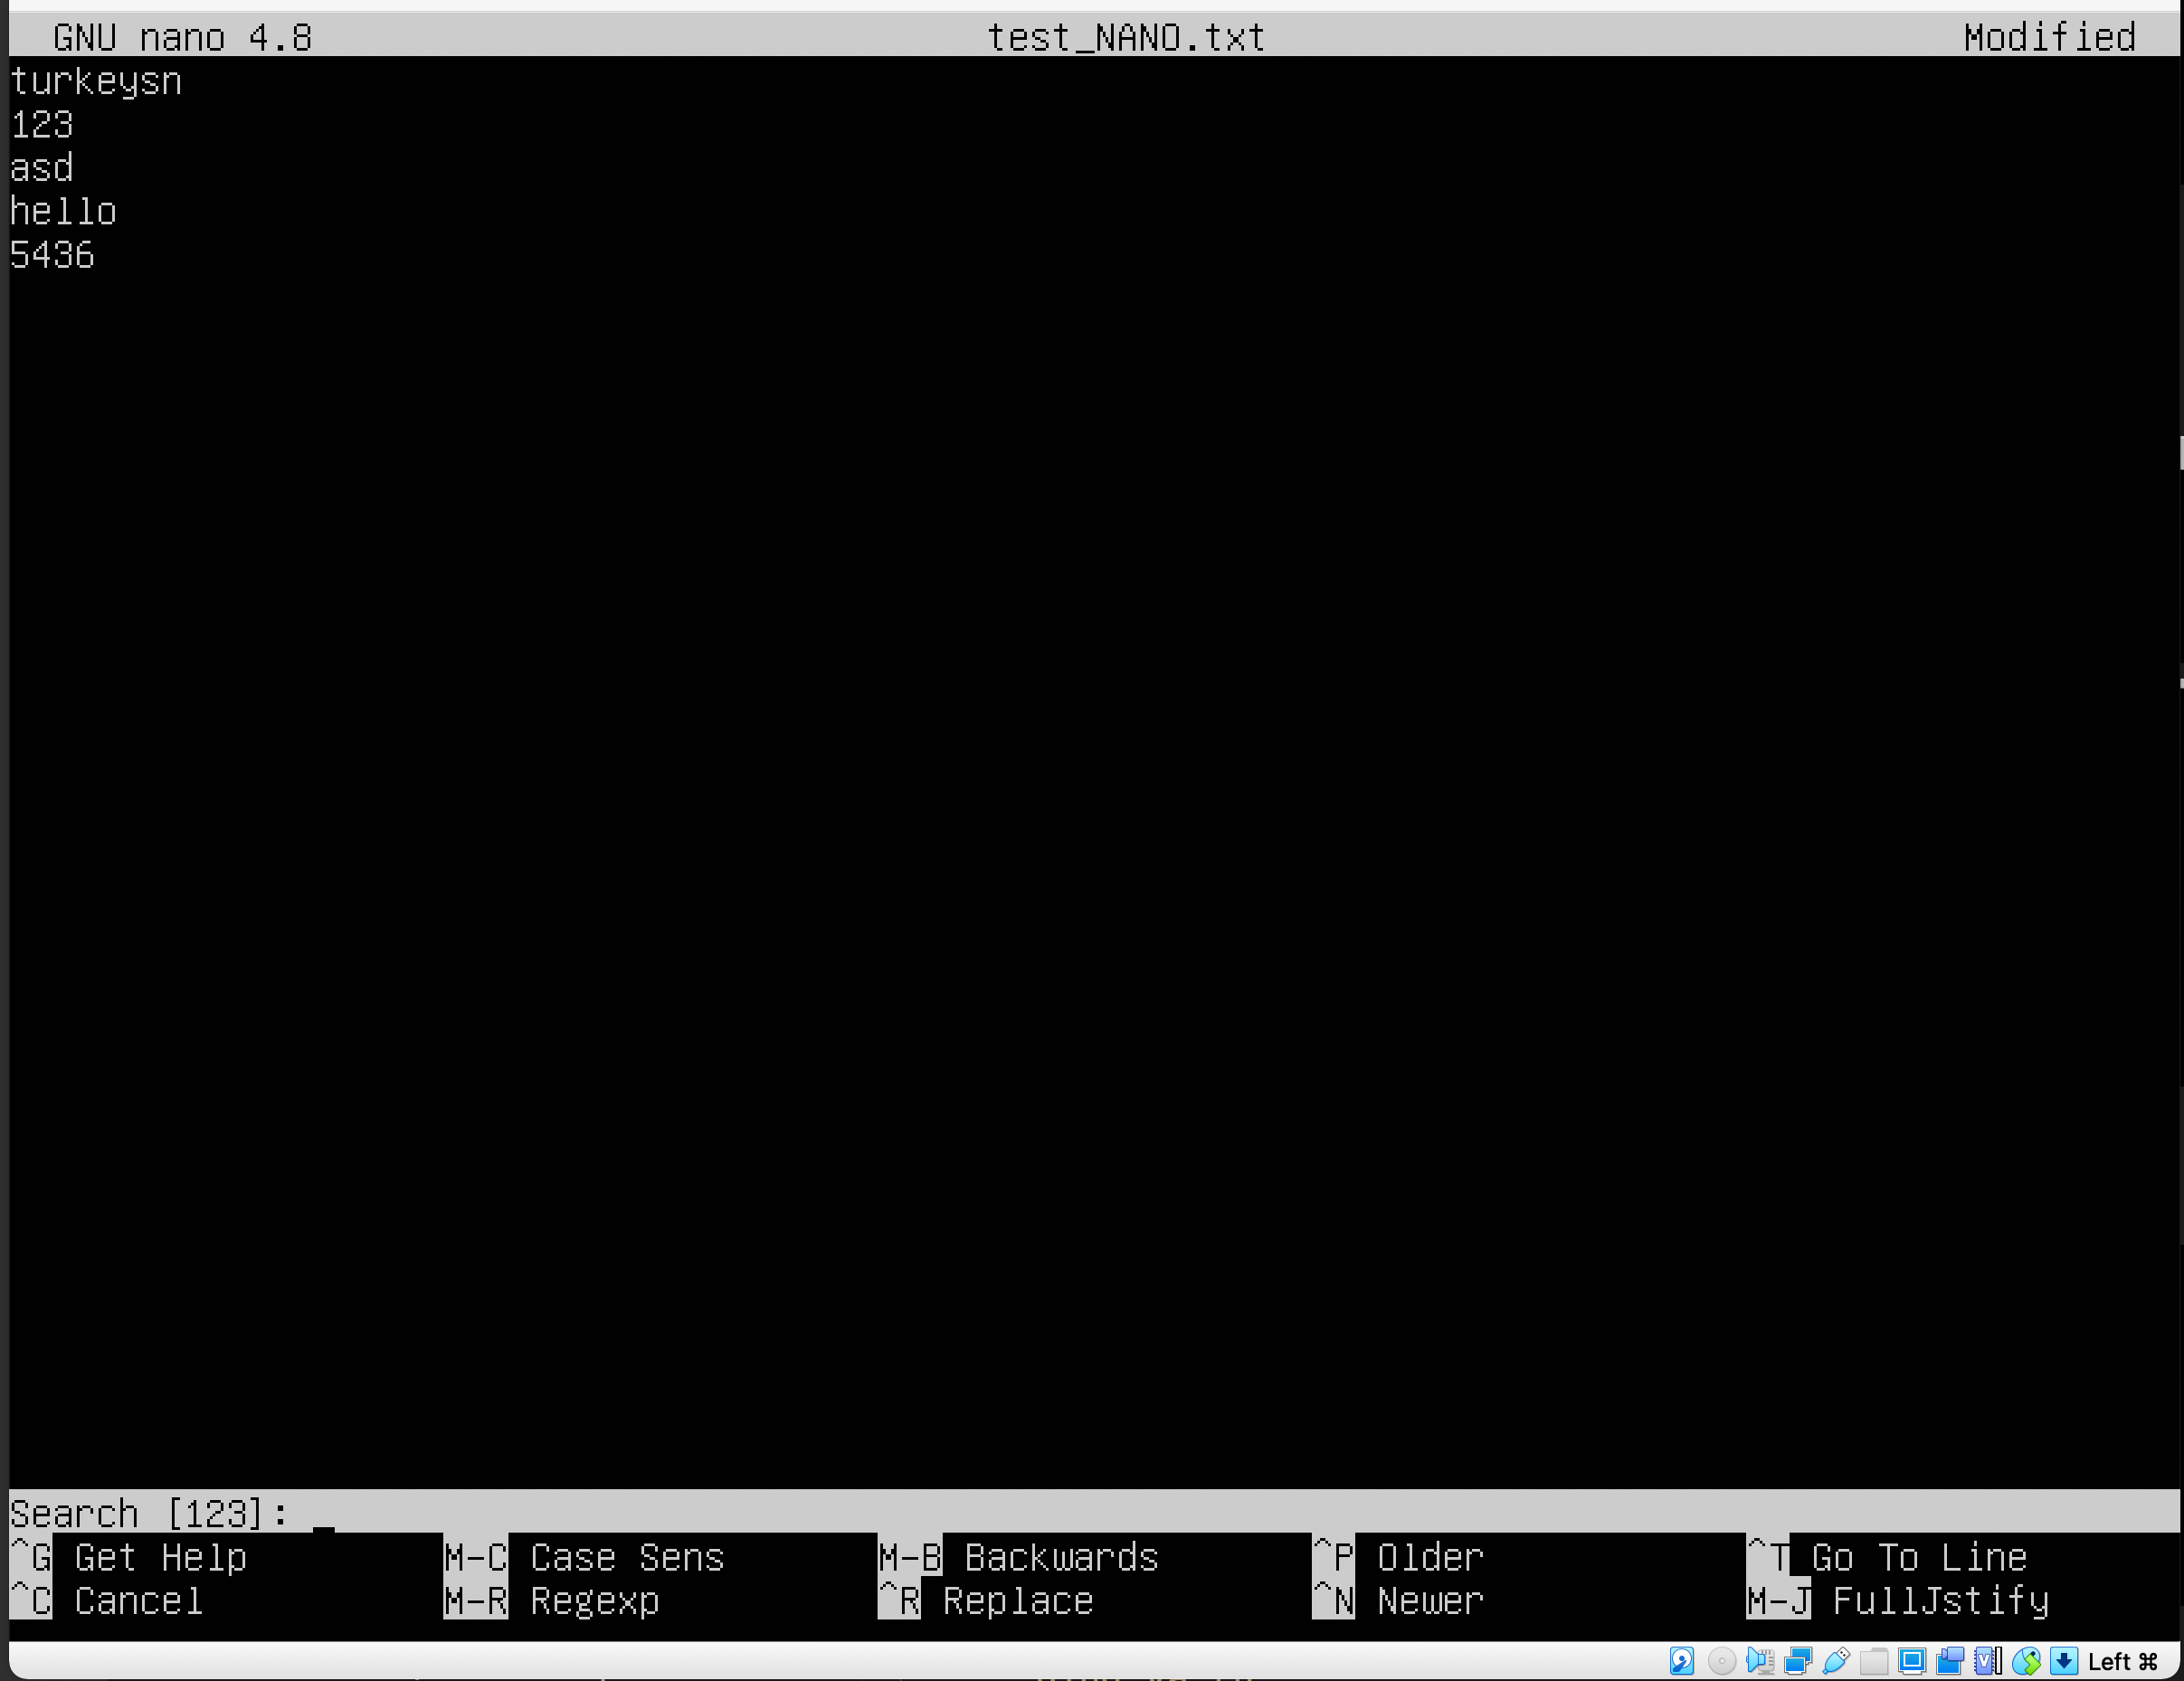 GNU nano 4.8 test_NANO.txt Modified
turkeysn
123
asd
hello
5436
Search [123]:
^G Get Help M-C Case Sens M-B Backwards ^P Older ^T Go To Line
^C Cancel M-R Regexp ^R Replace ^N Newer M-J FullJstify
Left ⌘